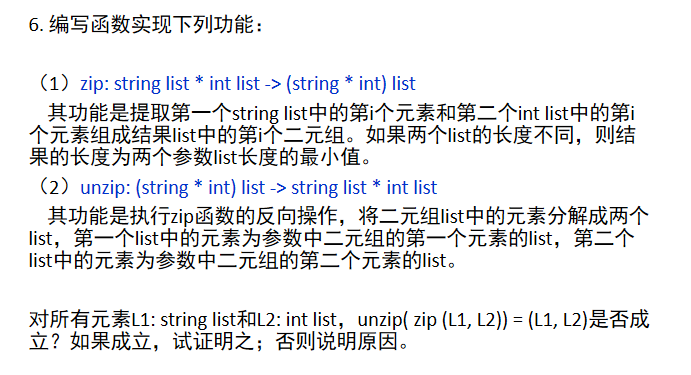 6. 编写函数实现下列功能：
（1）zip: string list * int list -> (string * int) list
其功能是提取第一个string list中的第i个元素和第二个int list中的第i
个元素组成结果list中的第i个二元组。如果两个list的长度不同，则结
果的长度为两个参数list长度的最小值。
（2）unzip: (string * int) list -> string list * int list
其功能是执行zip函数的反向操作，将二元组list中的元素分解成两个
list，第一个list中的元素为参数中二元组的第一个元素的list，第二个
list中的元素为参数中二元组的第二个元素的list。
对所有元素L1: string list和L2: int list，unzip( zip (L1, L2)) = (L1, L2)是否成
立？如果成立，试证明之；否则说明原因。